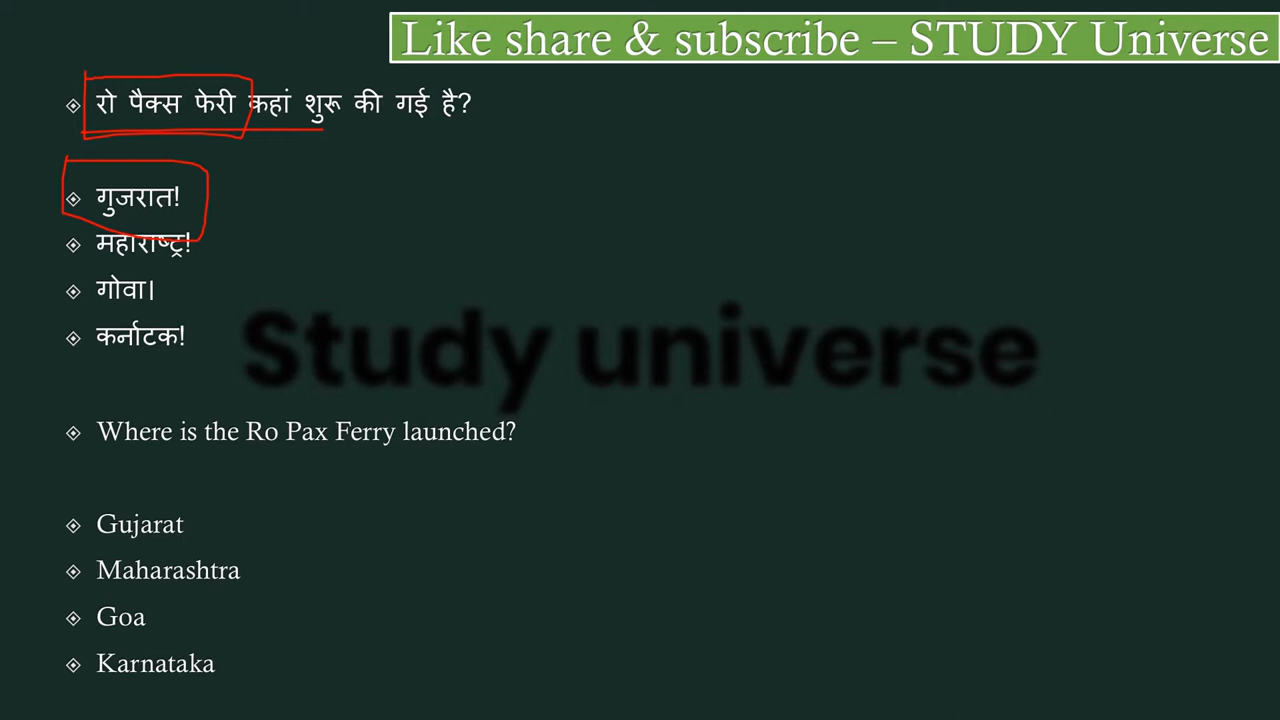 Like share & subscribe – STUDY Universe
रो पैक्स फेरी कहां शुरू की गई है?
गुजरात!
महाराष्ट्र!
गोवा।
कर्नाटक!
Study universe
Where is the Ro Pax Ferry launched?
Gujarat
Maharashtra
Goa
Karnataka